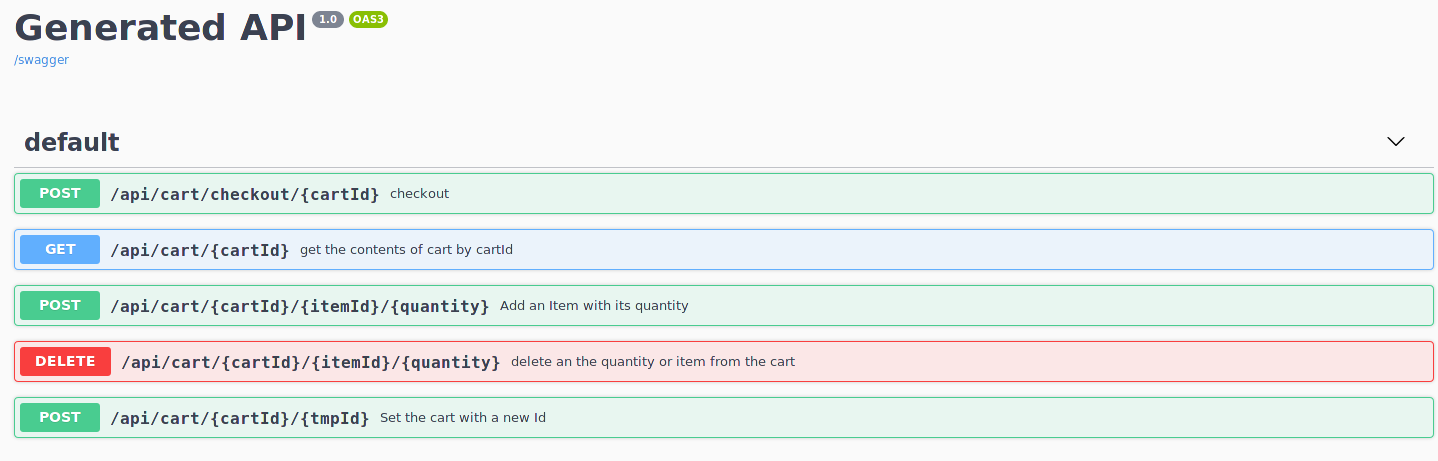 Generated API 1.0 OAS3
/swagger
default
POST /api/cart/checkout/{cartId} checkout
GET /api/cart/{cartId} get the contents of cart by cartId
POST /api/cart/{cartId}/{itemId}/{quantity} Add an Item with its quantity
DELETE /api/cart/{cartId}/{itemId}/{quantity} delete an the quantity or item from the cart
POST /api/cart/{cartId}/{tmpId} Set the cart with a new Id